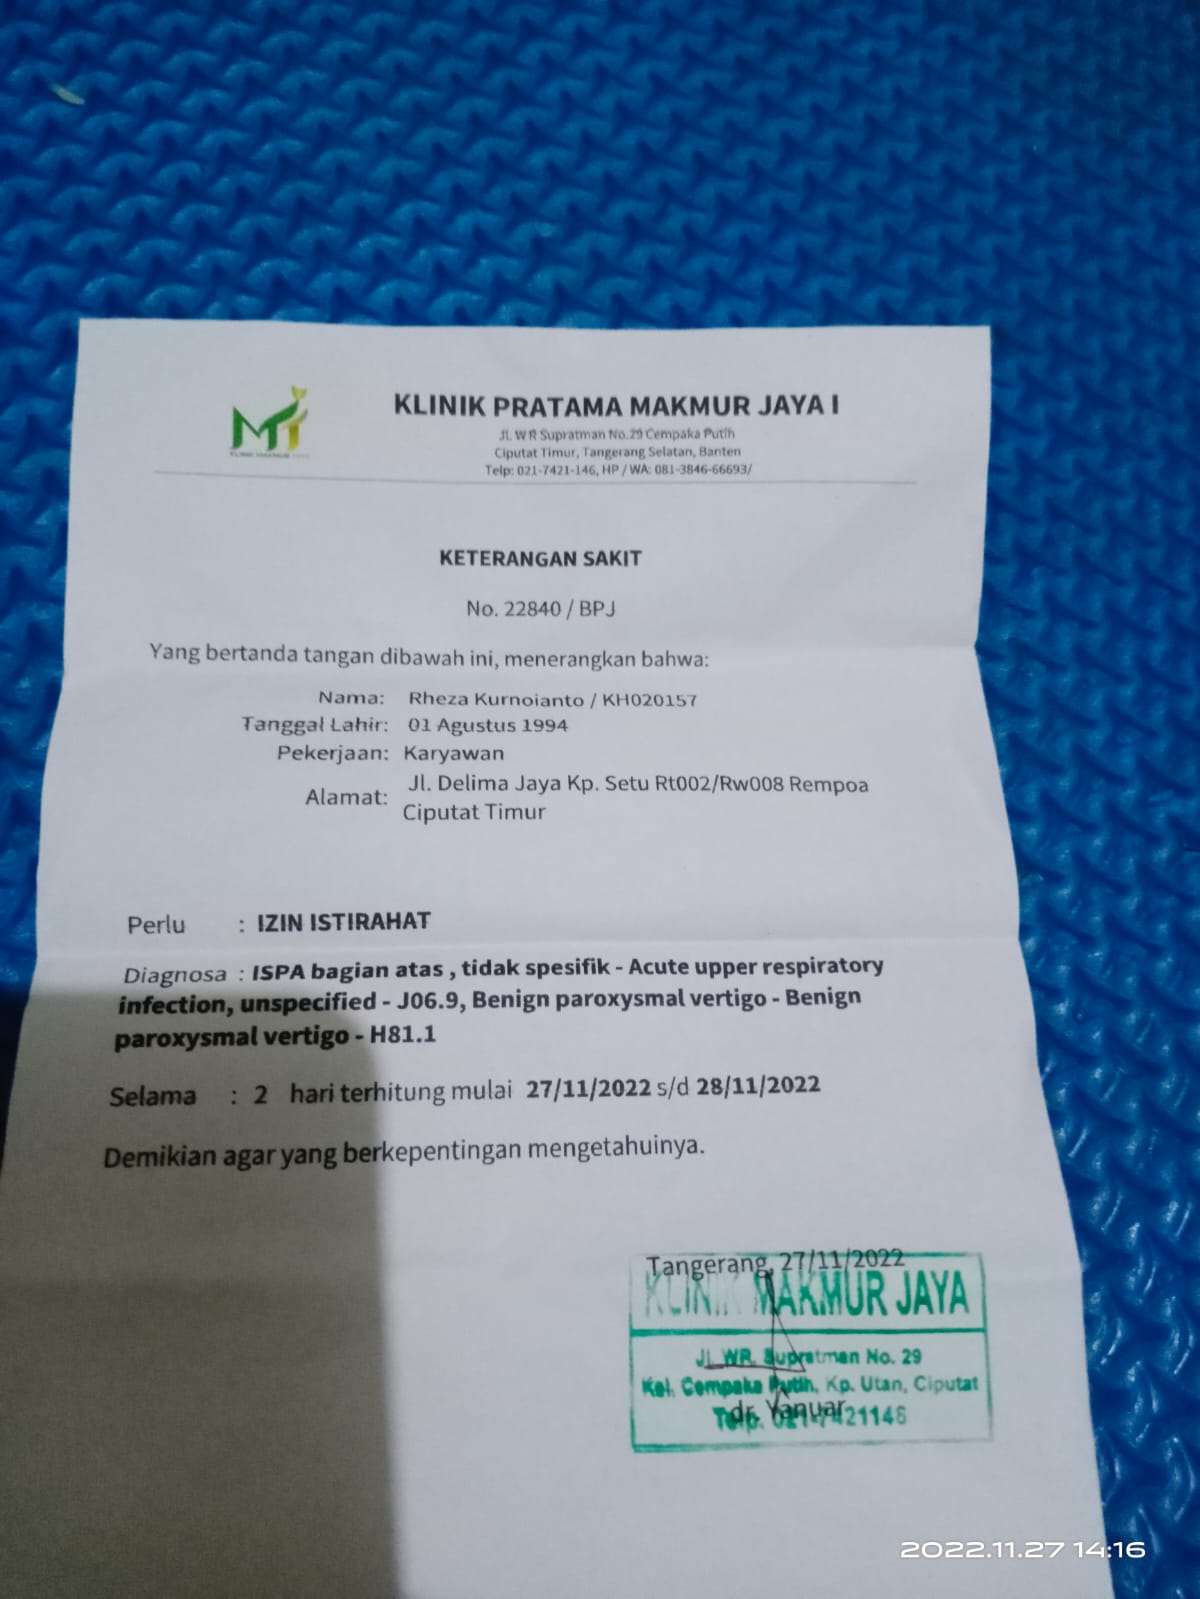 KLINIK PRATAMA MAKMUR JAYA I
Jl. W R Supratman No.29 Cempaka Putih
Ciputat Timur, Tangerang Selatan, Banten
Telp: 021-7421-146, HP / WA: 081-3846-66693/
KETERANGAN SAKIT
No. 22840 / BPJ
Yang bertanda tangan dibawah ini, menerangkan bahwa:
Nama: Rheza Kurnoianto / KH020157
Tanggal Lahir: 01 Agustus 1994
Pekerjaan: Karyawan
Alamat: Jl. Delima Jaya Kp. Setu Rt002/Rw008 Rempoa
Ciputat Timur
Perlu : IZIN ISTIRAHAT
Diagnosa : ISPA bagian atas , tidak spesifik - Acute upper respiratory
infection, unspecified - J06.9, Benign paroxysmal vertigo - Benign
paroxysmal vertigo - H81.1
Selama : 2 hari terhitung mulai 27/11/2022 s/d 28/11/2022
Demikian agar yang berkepentingan mengetahuinya.
Tangerang, 27/11/2022
KLINIK MAKMUR JAYA
Jl. WR. Supratman No. 29
Kel. Cempaka Putih, Kp. Utan, Ciputat
Telp.
dr. Yanuar
2022.11.27 14:16